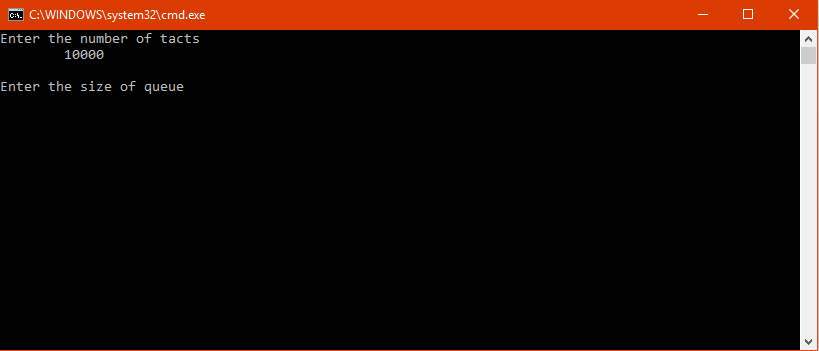 C:\WINDOWS\system32\cmd.exe
Enter the number of tacts
10000
Enter the size of queue